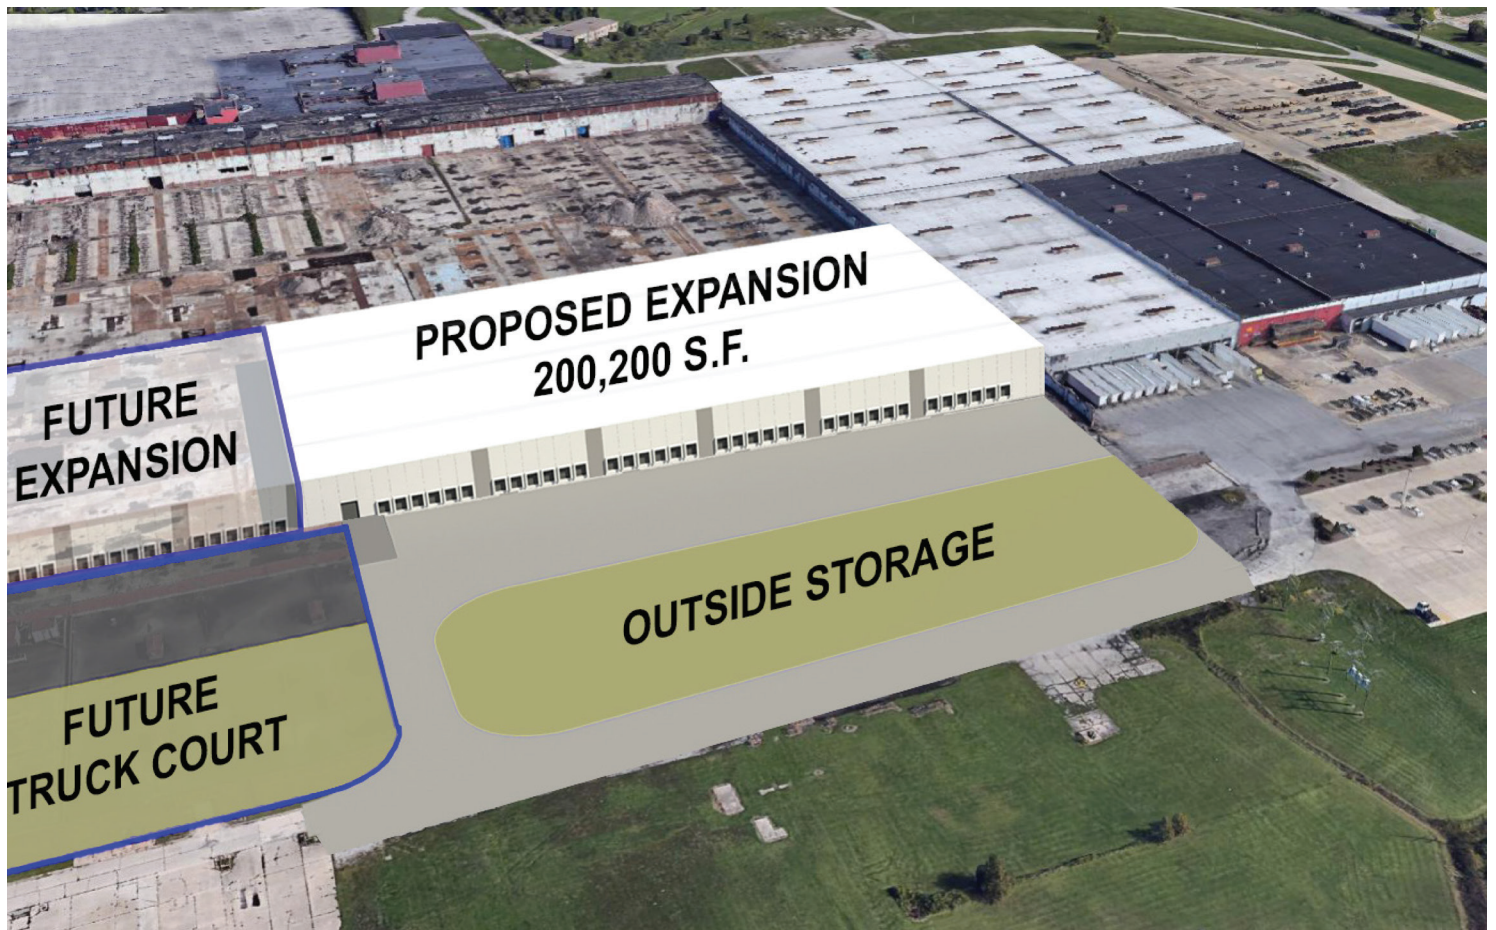 PROPOSED EXPANSION
200,200 S.F.
FUTURE
EXPANSION
OUTSIDE STORAGE
FUTURE
TRUCK COURT